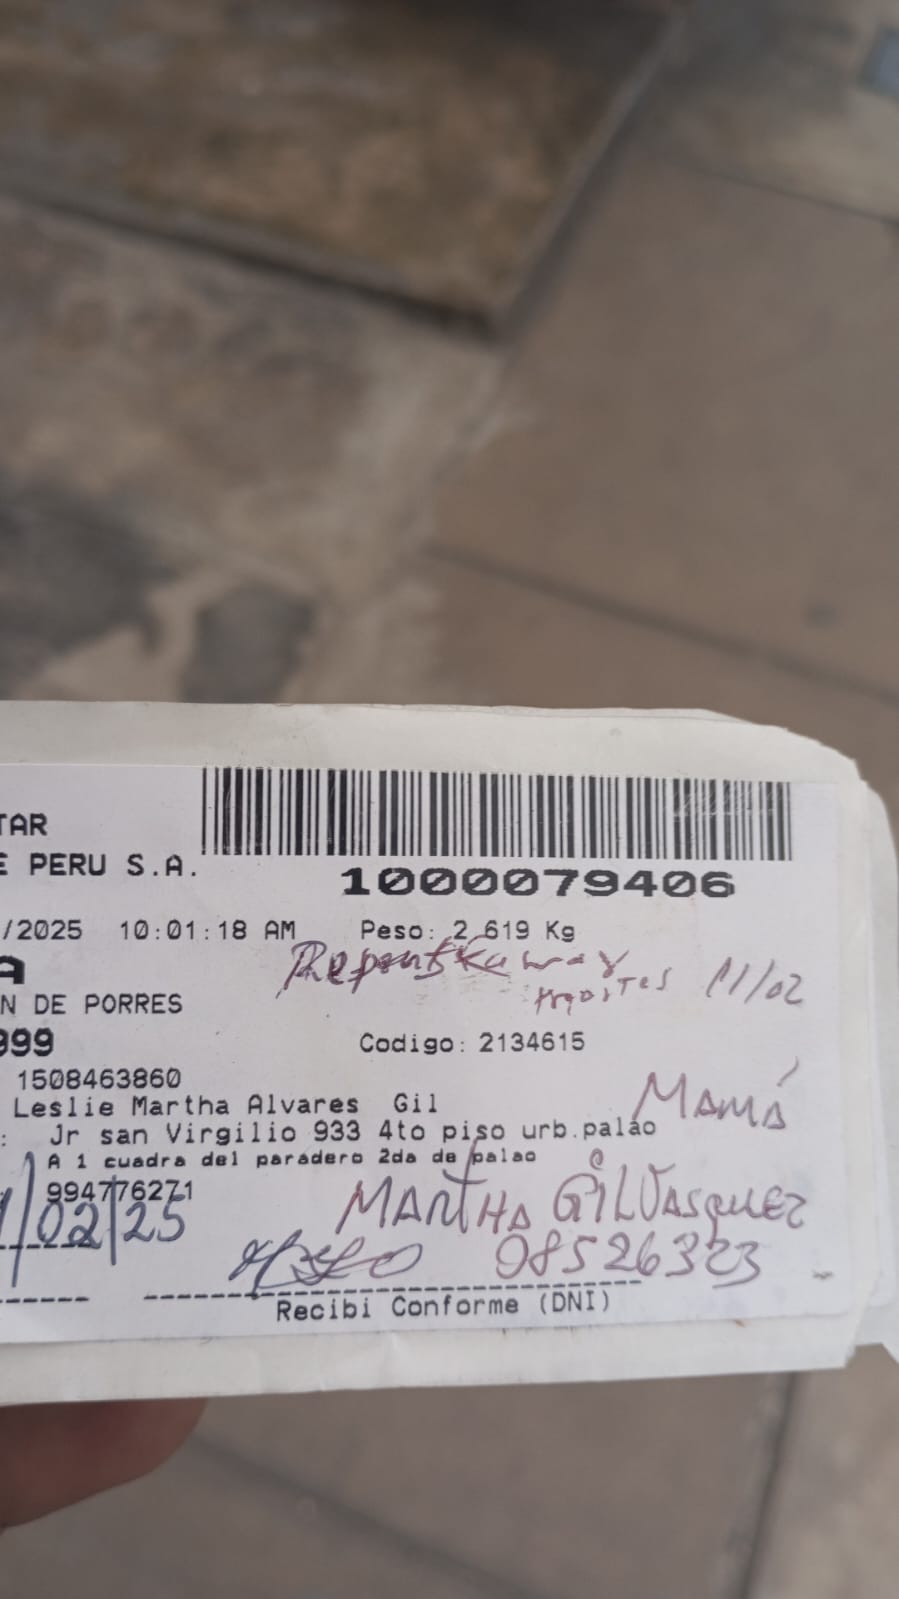 TAR
E PERU S.A.
1000079406
/2025 10:01:18 AM Peso: 2,619 Kg
A
11/02
N DE PORRES
999 Codigo: 2134615
1508463860
Leslie Martha Alvares Gil
MAMÁ
: Jr san Virgilio 933 4to piso urb.palao
A 1 cuadra del paradero 2da de palao
994776271
/02/25
MARTHA GIL VASQUEZ
08526323
Recibi Conforme (DNI)